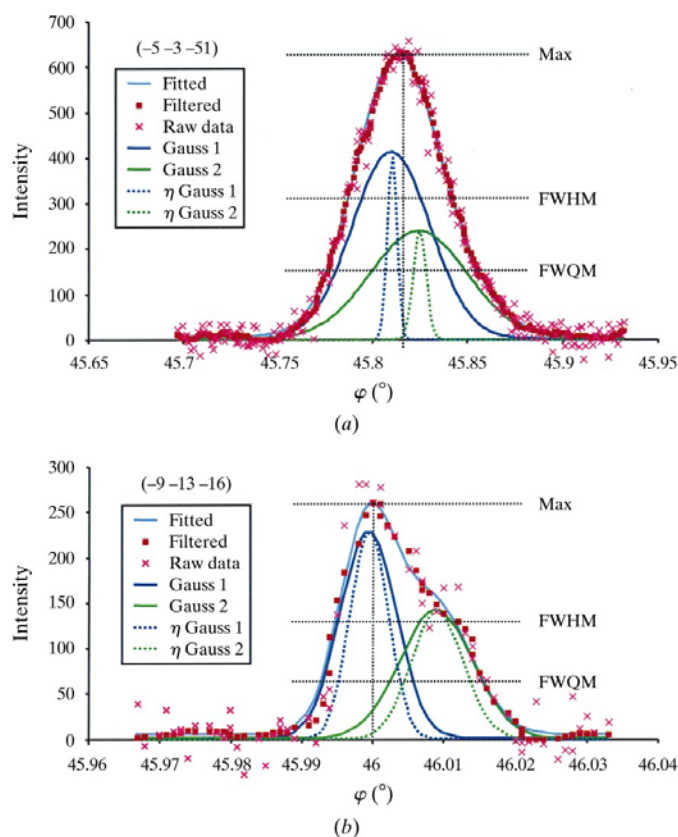 700
(–5 –3 –51)
Max
600
Fitted
Filtered
500
Raw data
Gauss 1
400
Gauss 2
η Gauss 1
300
FWHM
η Gauss 2
200
FWQM
100
0
Intensity
45.65 45.7 45.75 45.8 45.85 45.9 45.95
φ (°)
(a)
300
(–9 –13 –16)
Max
250
Fitted
Filtered
200
Raw data
Gauss 1
150
Gauss 2
FWHM
η Gauss 1
100
η Gauss 2
FWQM
50
0
Intensity
45.96 45.97 45.98 45.99 46 46.01 46.02 46.03 46.04
φ (°)
(b)